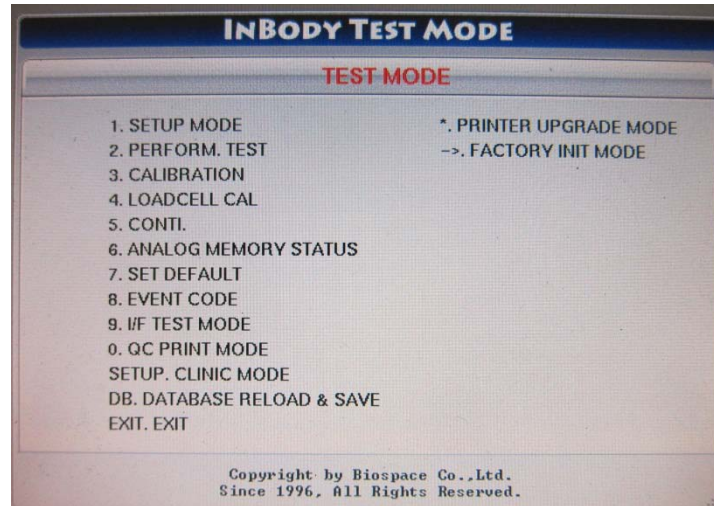 INBODY TEST MODE
TEST MODE
1. SETUP MODE
2. PERFORM. TEST
3. CALIBRATION
4. LOADCELL CAL
5. CONTI.
6. ANALOG MEMORY STATUS
7. SET DEFAULT
8. EVENT CODE
9. I/F TEST MODE
0. QC PRINT MODE
SETUP. CLINIC MODE
DB. DATABASE RELOAD & SAVE
EXIT. EXIT
*. PRINTER UPGRADE MODE
->. FACTORY INIT MODE
Copyright by Biospace Co.,Ltd.
Since 1996, All Rights Reserved.